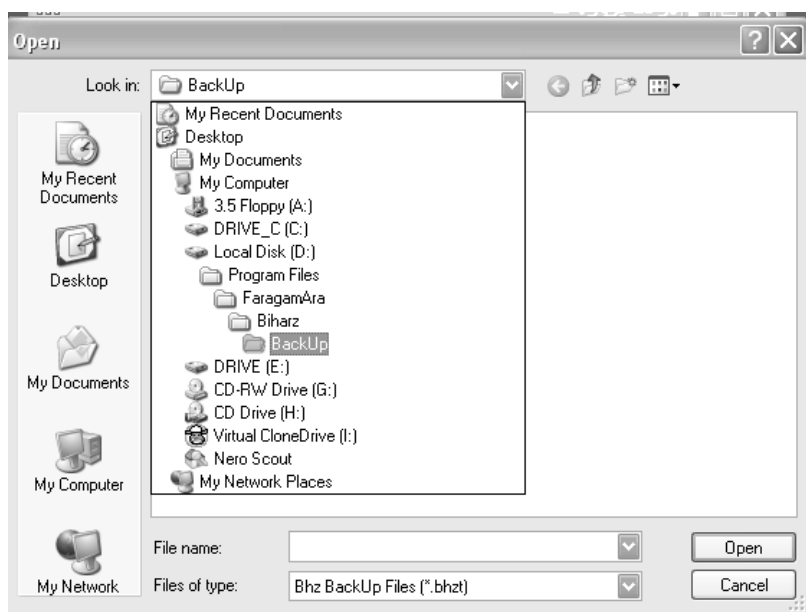 Open
Look in:
BackUp
My Recent Documents
Desktop
My Documents
My Computer
3.5 Floppy (A:)
DRIVE_C (C:)
Local Disk (D:)
Program Files
FaragamAra
Biharz
BackUp
DRIVE (E:)
CD-RW Drive (G:)
CD Drive (H:)
Virtual CloneDrive (I:)
Nero Scout
My Network Places
My Recent
Documents
Desktop
My Documents
My Computer
My Network
File name:
Open
Files of type:
Bhz BackUp Files (*.bhzt)
Cancel